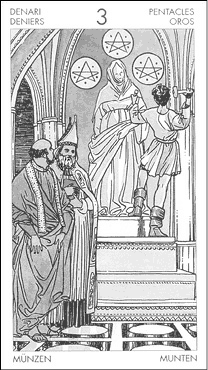 DENARI
DENIERS
3
PENTACLES
OROS
MÜNZEN
MUNTEN